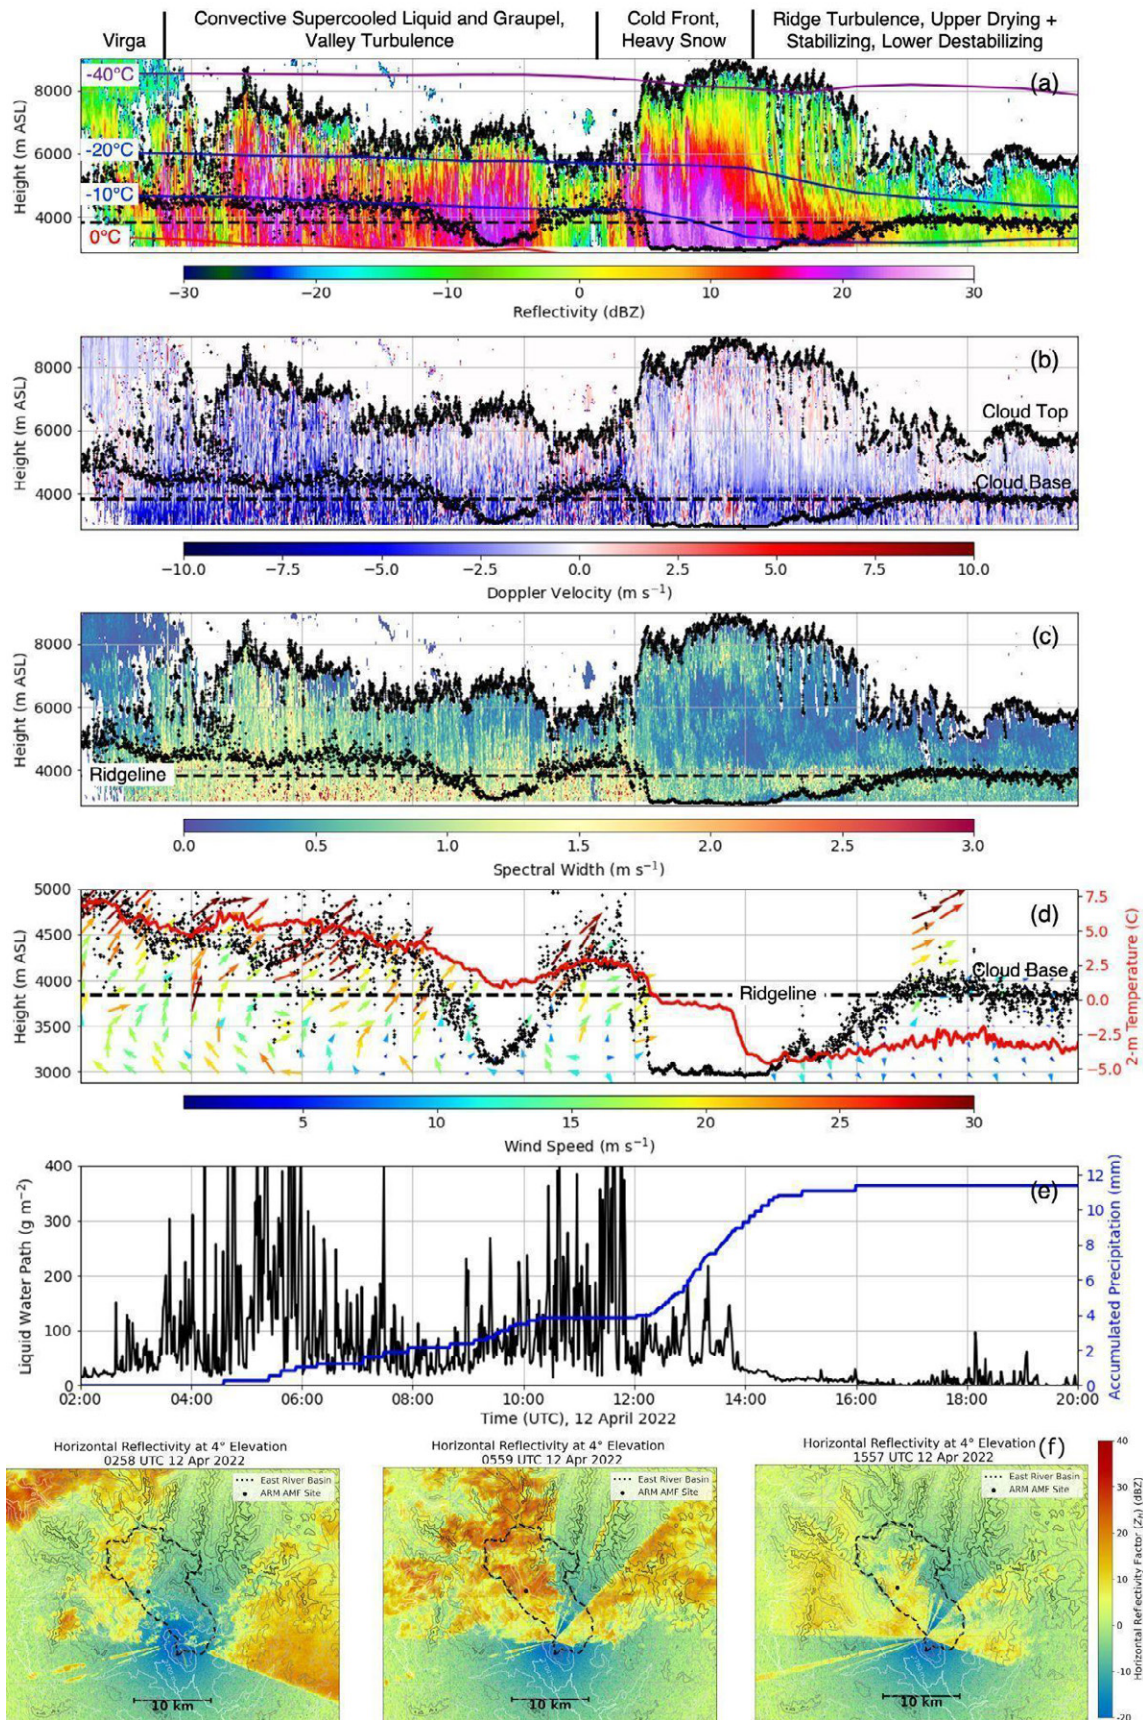 Virga
Convective Supercooled Liquid and Graupel,
Valley Turbulence
Cold Front,
Heavy Snow
Ridge Turbulence, Upper Drying +
Stabilizing, Lower Destabilizing
(a)
-40°C
-20°C
-10°C
0°C
8000
6000
4000
Height (m ASL)
−30
−20
−10
0
10
20
30
Reflectivity (dBZ)
(b)
8000
6000
4000
Height (m ASL)
Cloud Top
Cloud Base
−10.0
−7.5
−5.0
−2.5
0.0
2.5
5.0
7.5
10.0
Doppler Velocity (m s⁻¹)
(c)
8000
6000
4000
Height (m ASL)
Ridgeline
0.0
0.5
1.0
1.5
2.0
2.5
3.0
Spectral Width (m s⁻¹)
(d)
5000
4500
4000
3500
3000
Height (m ASL)
Cloud Base
Ridgeline
7.5
5.0
2.5
0.0
−2.5
−5.0
2-m Temperature (C)
5
10
15
20
25
30
Wind Speed (m s⁻¹)
(e)
400
300
200
100
0
Liquid Water Path (g m⁻²)
12
10
8
6
4
2
0
Accumulated Precipitation (mm)
02:00
04:00
06:00
08:00
10:00
12:00
14:00
16:00
18:00
20:00
Time (UTC), 12 April 2022
Horizontal Reflectivity at 4° Elevation
0258 UTC 12 Apr 2022
East River Basin
ARM AMF Site
10 km
Horizontal Reflectivity at 4° Elevation
0559 UTC 12 Apr 2022
East River Basin
ARM AMF Site
10 km
Horizontal Reflectivity at 4° Elevation
1557 UTC 12 Apr 2022
(f)
East River Basin
ARM AMF Site
10 km
40
30
20
10
0
−10
−20
Horizontal Reflectivity Factor (Z_H) (dBZ)